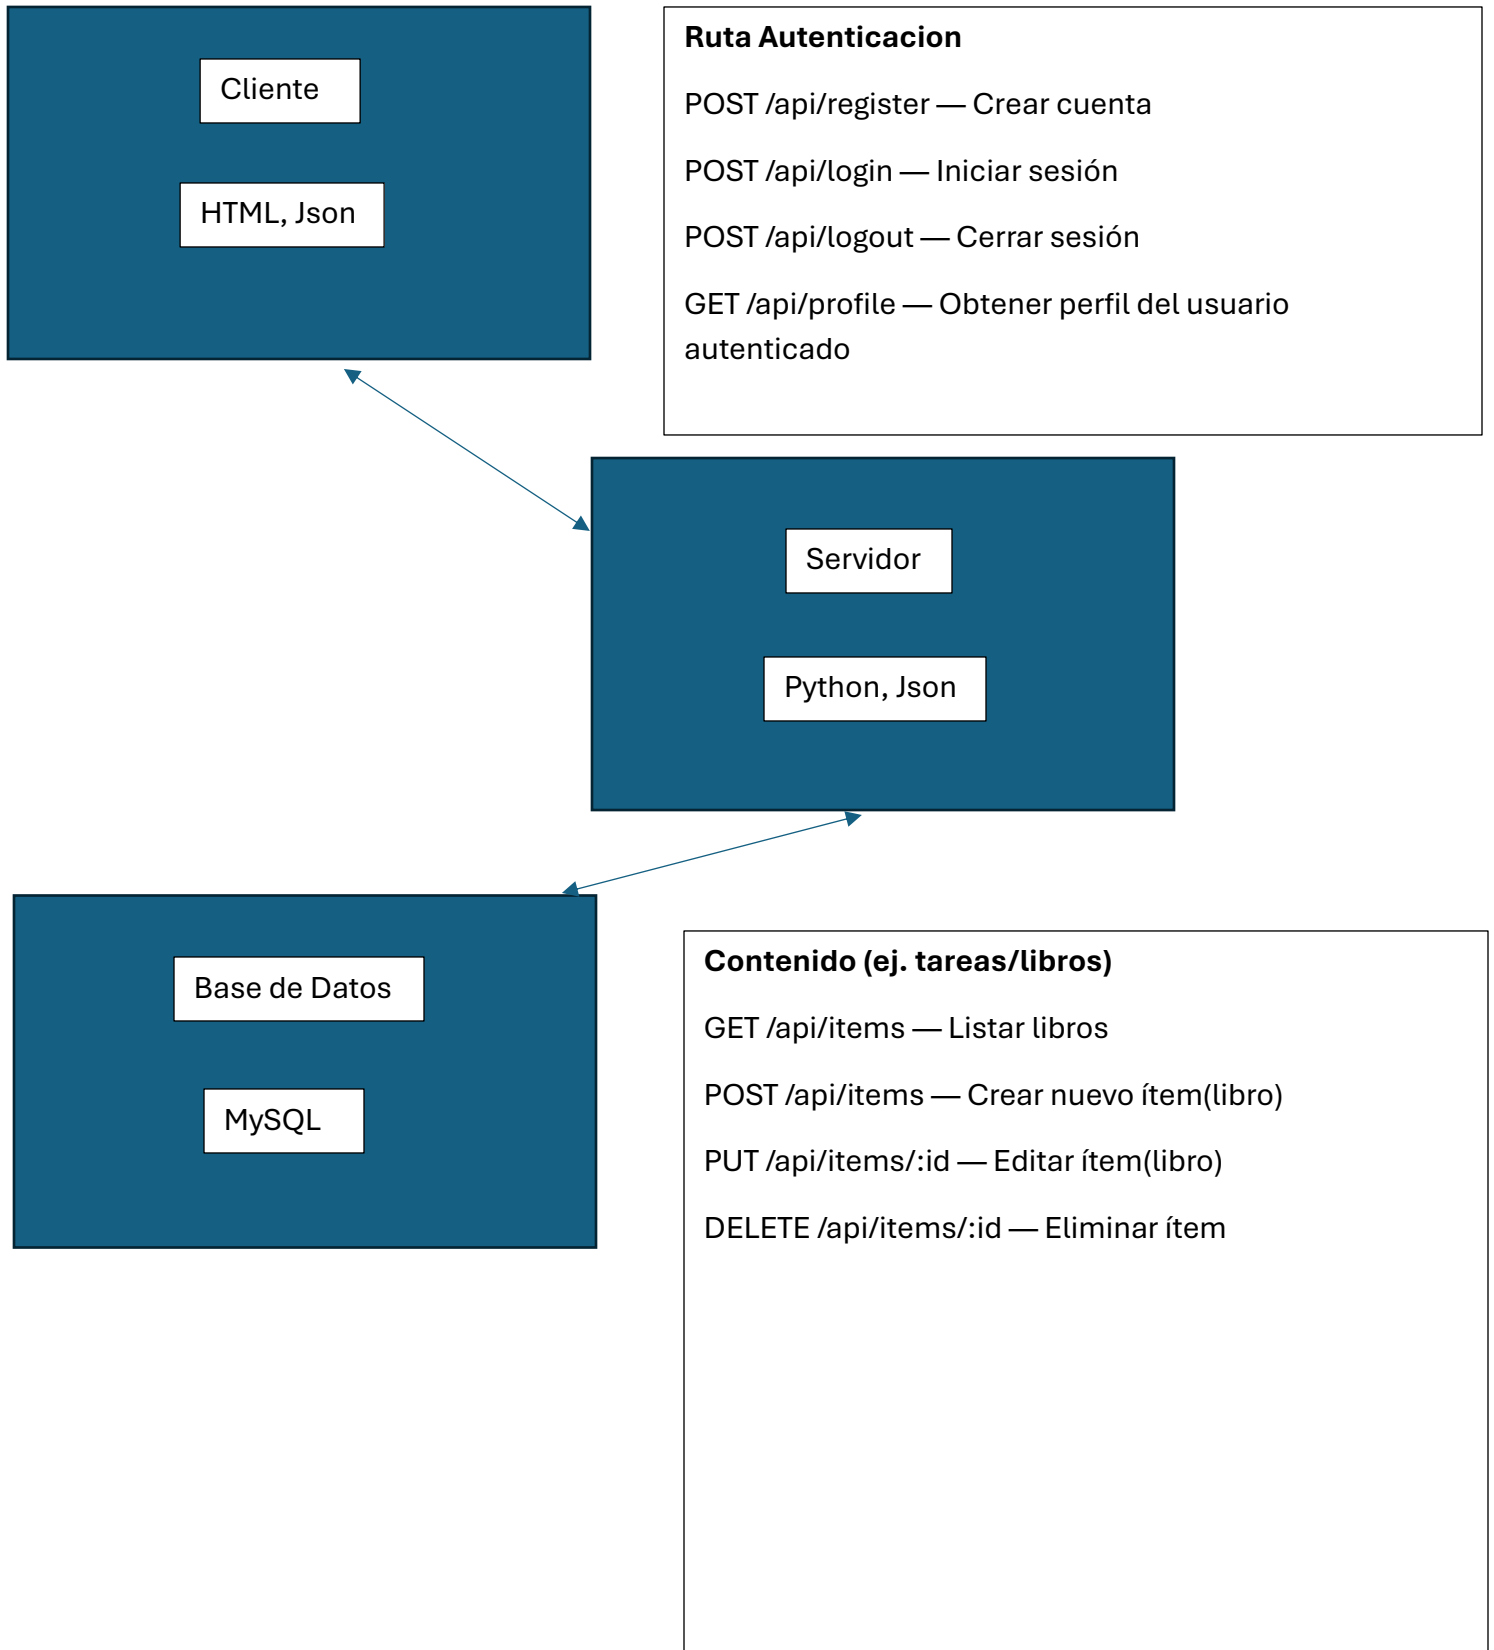 Cliente
HTML, Json
Ruta Autenticacion
POST /api/register — Crear cuenta
POST /api/login — Iniciar sesión
POST /api/logout — Cerrar sesión
GET /api/profile — Obtener perfil del usuario
autenticado
Servidor
Python, Json
Base de Datos
MySQL
Contenido (ej. tareas/libros)
GET /api/items — Listar libros
POST /api/items — Crear nuevo ítem(libro)
PUT /api/items/:id — Editar ítem(libro)
DELETE /api/items/:id — Eliminar ítem